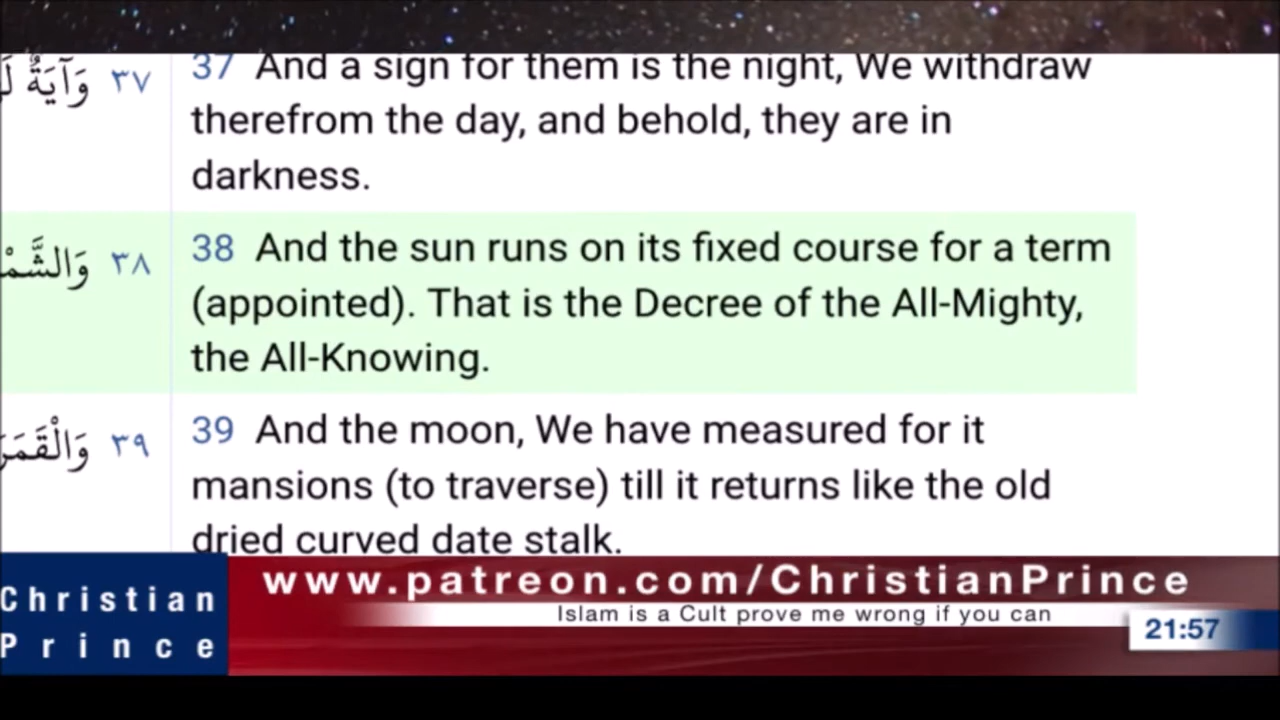 وَآيَةٌ ٣٧
37 And a sign for them is the night, We withdraw
therefrom the day, and behold, they are in
darkness.
٣٨
38 And the sun runs on its fixed course for a term
(appointed). That is the Decree of the All-Mighty,
the All-Knowing.
٣٩
39 And the moon, We have measured for it
mansions (to traverse) till it returns like the old
dried curved date stalk.
Christian
Prince
www.patreon.com/ChristianPrince
Islam is a Cult prove me wrong if you can
21:57